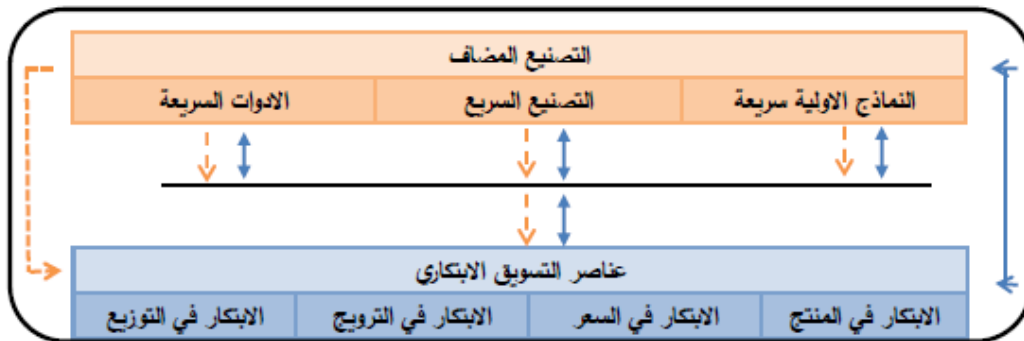 التصنيع المضاف
النماذج الاولية سريعة التصنيع السريع الادوات السريعة
عناصر التسويق الابتكاري
الابتكار في المنتج الابتكار في السعر الابتكار في الترويج الابتكار في التوزيع